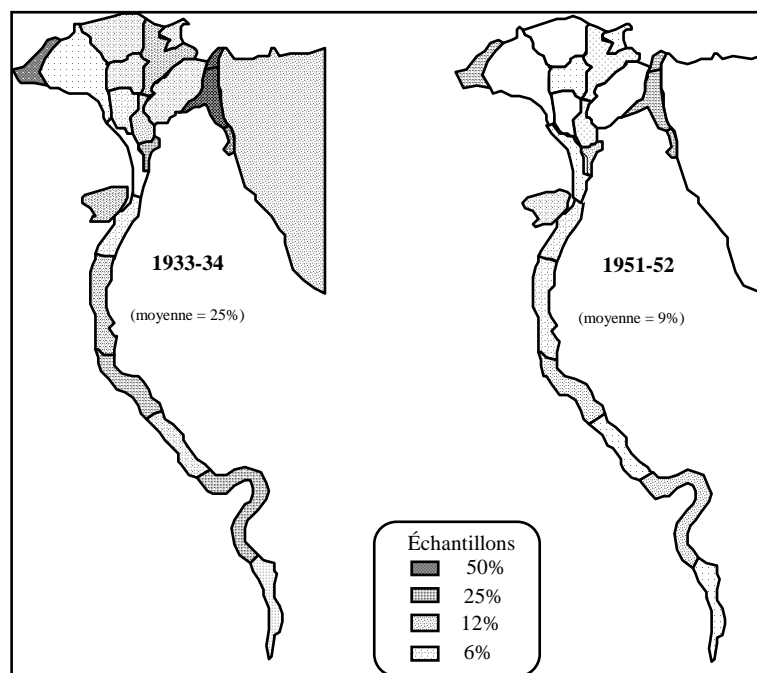 1933-34
(moyenne = 25%)
1951-52
(moyenne = 9%)
Échantillons
50%
25%
12%
6%